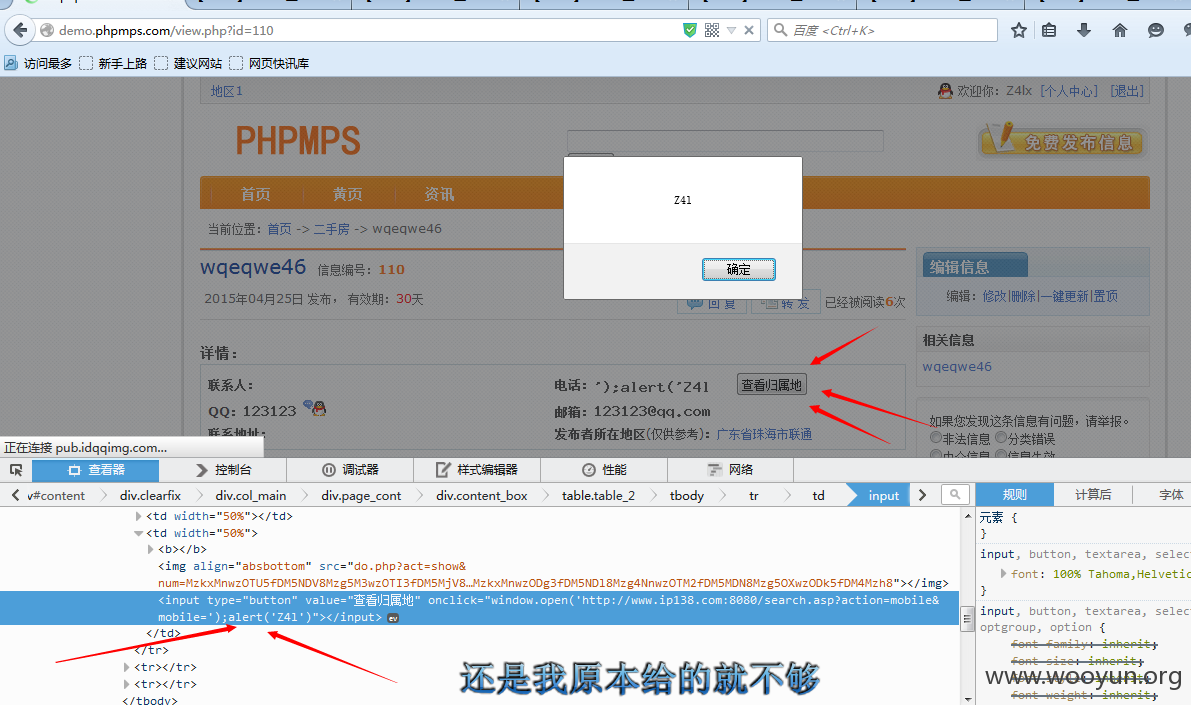 demo.phpmps.com/view.php?id=110
百度 <Ctrl+K>
访问最多 新手上路 建议网站 网页快讯库
地区1
欢迎你: Z4lx [个人中心] [退出]
PHPMPS
免费发布信息
首页 黄页 资讯
Z4l
确定
当前位置: 首页 -> 二手房 -> wqeqwe46
wqeqwe46 信息编号: 110
编辑信息
2015年04月25日 发布, 有效期: 30天
回复 转发 已经被阅读6次
编辑: 修改|删除|一键更新|置顶
详情:
相关信息
wqeqwe46
联系人:
电话: ');alert('Z4l 查看归属地
QQ: 123123
邮箱: 123123@qq.com
联系地址:
发布者所在地区(仅供参考): 广东省珠海市联通
如果您发现这条信息有问题，请举报。
非法信息 分类错误
中介信息 信息失效
正在连接 pub.idqqimg.com...
查看器 控制台 调试器 样式编辑器 性能 网络
v#content div.clearfix div.col_main div.page_cont div.content_box table.table_2 tbody tr td input
规则 计算后 字体
<td width="50%"></td>
<td width="50%">
<b></b>
<img align="absbottom" src="do.php?act=show&
<input type="button" value="查看归属地" onclick="window.open('http://www.ip138.com:8080/search.asp?action=mobile&
mobile=');alert('Z4l')"></input> ev
</td>
</tr>
<tr></tr>
<tr></tr>
</tbody>
元素 {
}
input, button, textarea, selec
font: 100% Tahoma,Helvetic
}
input, button, textarea, selec
optgroup, option {
font-family: inherit;
font-size: inherit;
font-weight: inherit;
还是我原本给的就不够
www.wooyun.org